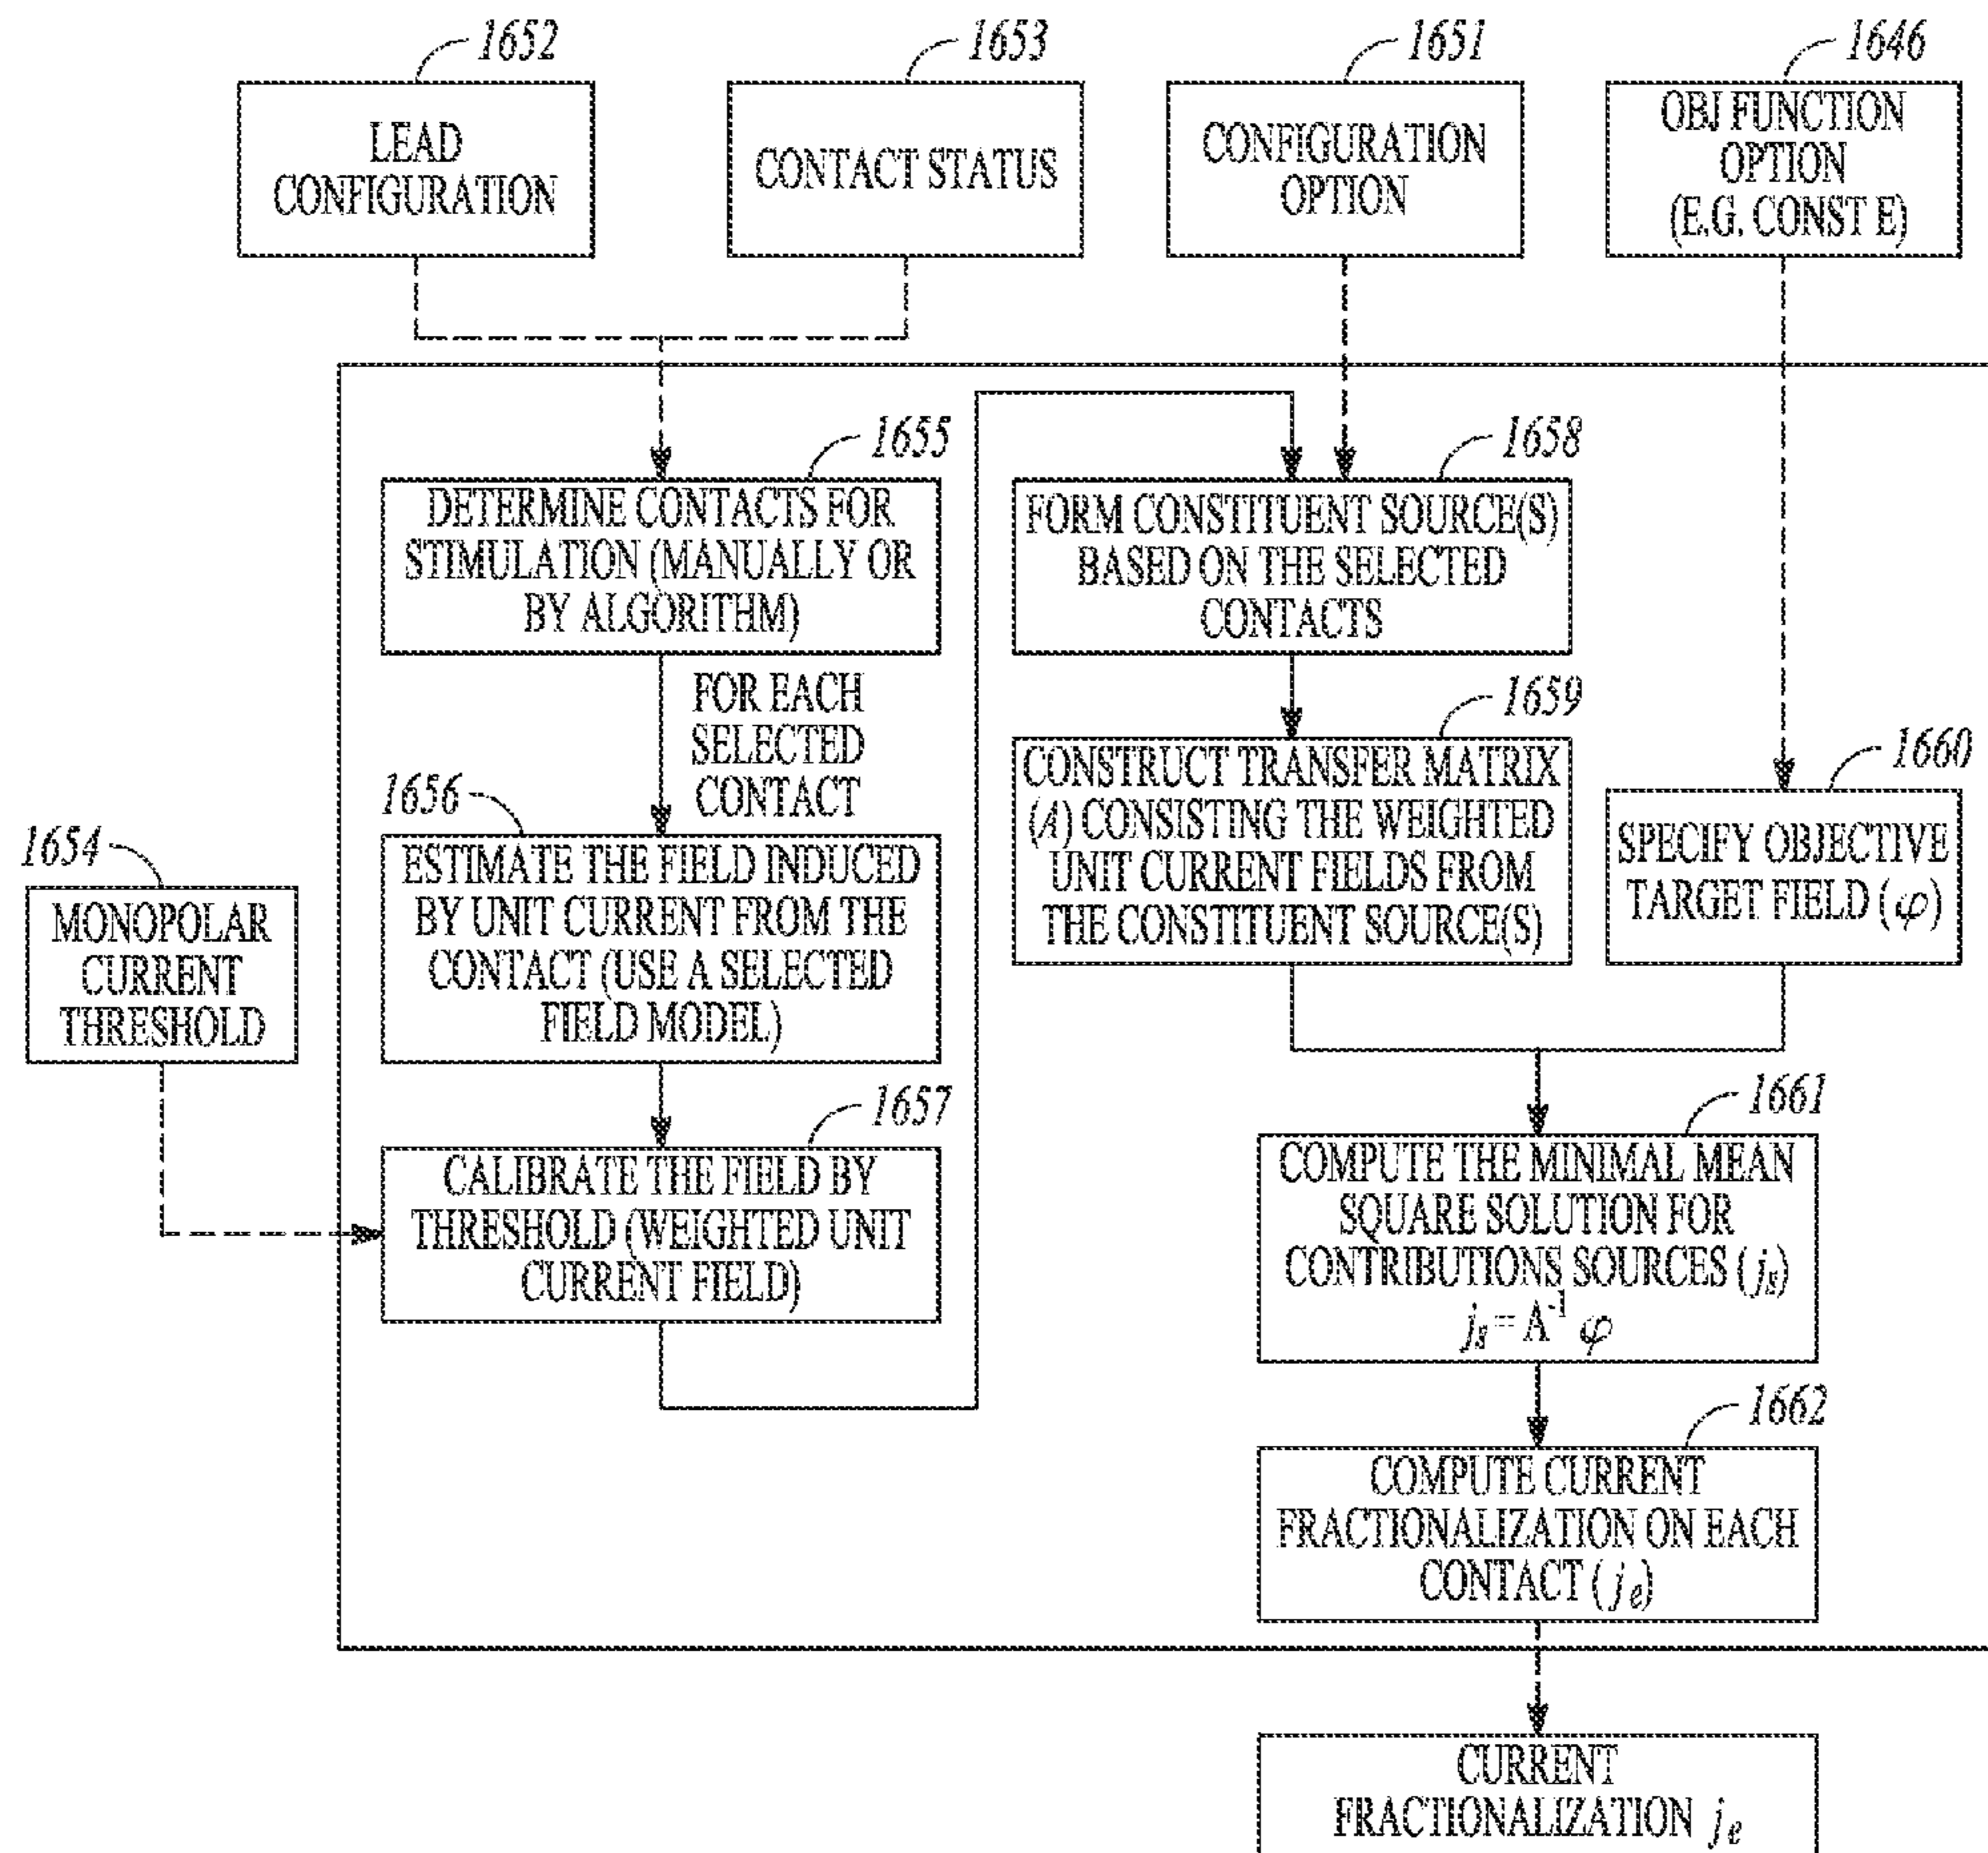 1652
LEAD
CONFIGURATION
1653
CONTACT STATUS
1651
CONFIGURATION
OPTION
1646
OBJ FUNCTION
OPTION
(E.G. CONST E)
1655
DETERMINE CONTACTS FOR
STIMULATION (MANUALLY OR
BY ALGORITHM)
FOR EACH
SELECTED
CONTACT
1656
ESTIMATE THE FIELD INDUCED
BY UNIT CURRENT FROM THE
CONTACT (USE A SELECTED
FIELD MODEL)
1654
MONOPOLAR
CURRENT
THRESHOLD
1657
CALIBRATE THE FIELD BY
THRESHOLD (WEIGHTED UNIT
CURRENT FIELD)
1658
FORM CONSTITUENT SOURCE(S)
BASED ON THE SELECTED
CONTACTS
1659
CONSTRUCT TRANSFER MATRIX
(A) CONSISTING THE WEIGHTED
UNIT CURRENT FIELDS FROM
THE CONSTITUENT SOURCE(S)
1660
SPECIFY OBJECTIVE
TARGET FIELD (φ)
1661
COMPUTE THE MINIMAL MEAN
SQUARE SOLUTION FOR
CONTRIBUTIONS SOURCES (js)
js = A⁻¹ φ
1662
COMPUTE CURRENT
FRACTIONALIZATION ON EACH
CONTACT (je)
CURRENT
FRACTIONALIZATION je